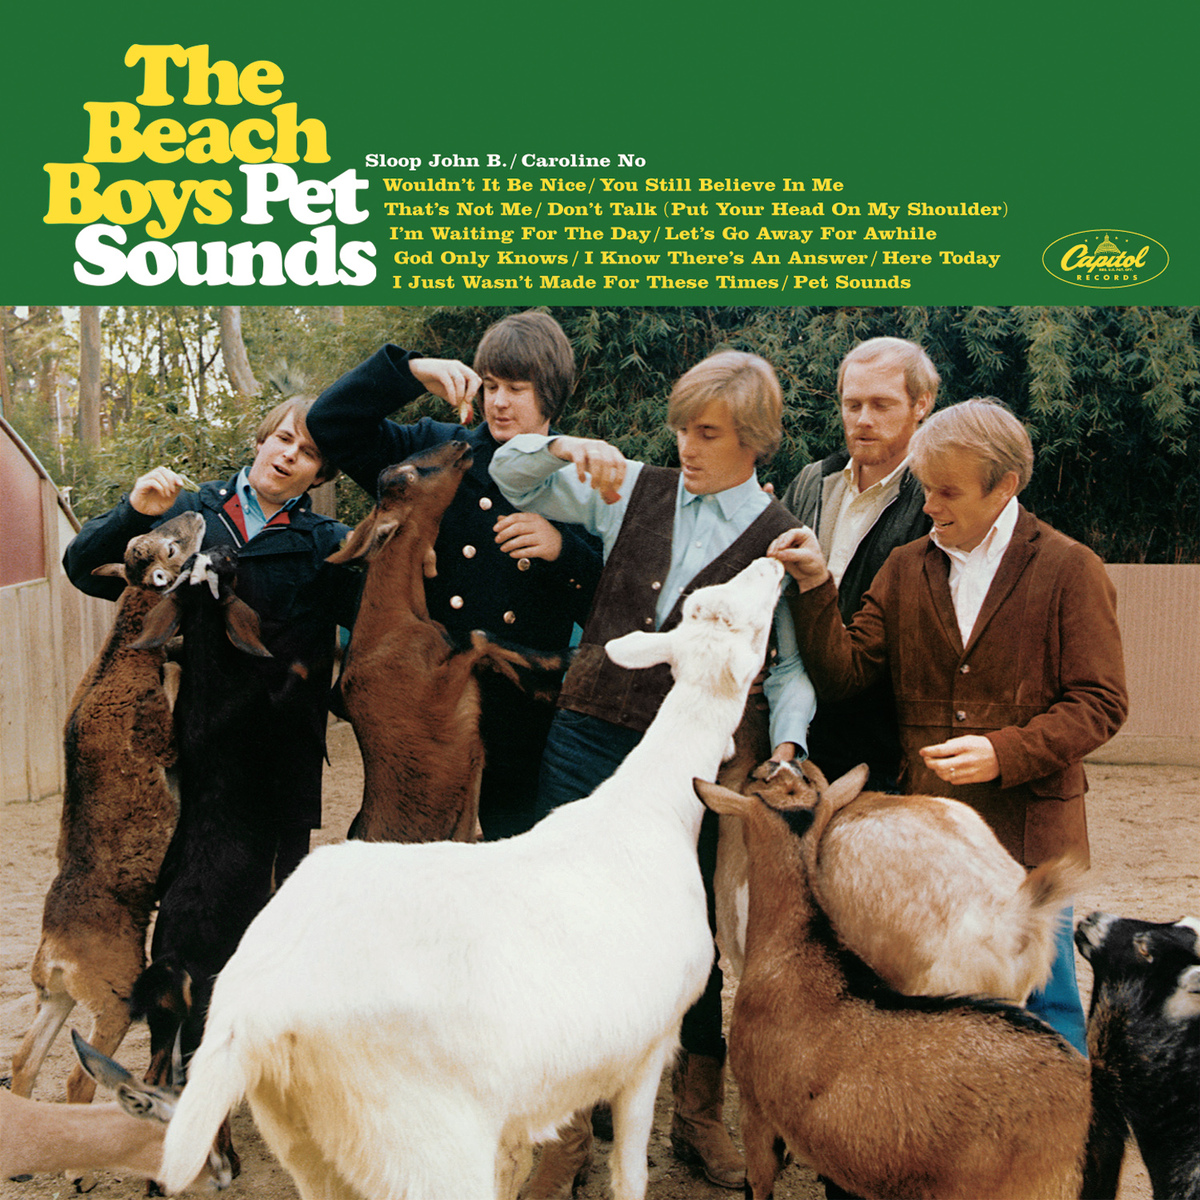 The
Beach
Boys Pet
Sounds
Sloop John B./Caroline No
Wouldn't It Be Nice/You Still Believe In Me
That's Not Me/Don't Talk (Put Your Head On My Shoulder)
I'm Waiting For The Day/Let's Go Away For Awhile
God Only Knows/I Know There's An Answer/Here Today
I Just Wasn't Made For These Times/Pet Sounds
Capitol
RECORDS